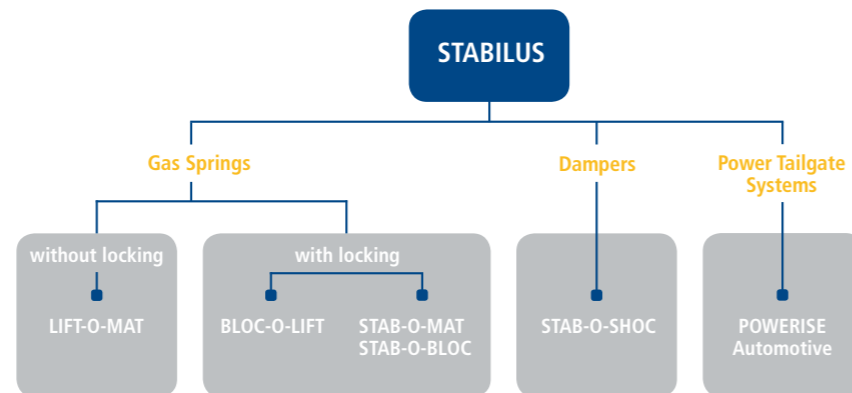 STABILUS
Gas Springs
Dampers
Power Tailgate
Systems
without locking
with locking
LIFT-O-MAT
BLOC-O-LIFT
STAB-O-MAT
STAB-O-BLOC
STAB-O-SHOC
POWERISE
Automotive